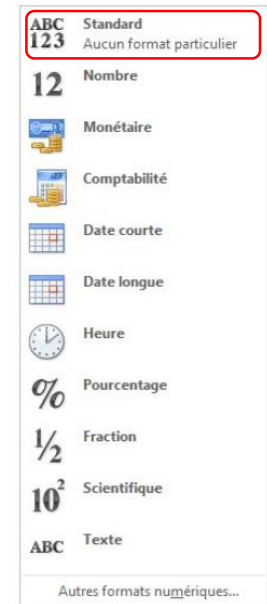 ABC
123
Standard
Aucun format particulier
12
Nombre
Monétaire
Comptabilité
Date courte
Date longue
Heure
%
Pourcentage
½
Fraction
10²
Scientifique
ABC
Texte
Autres formats numériques...